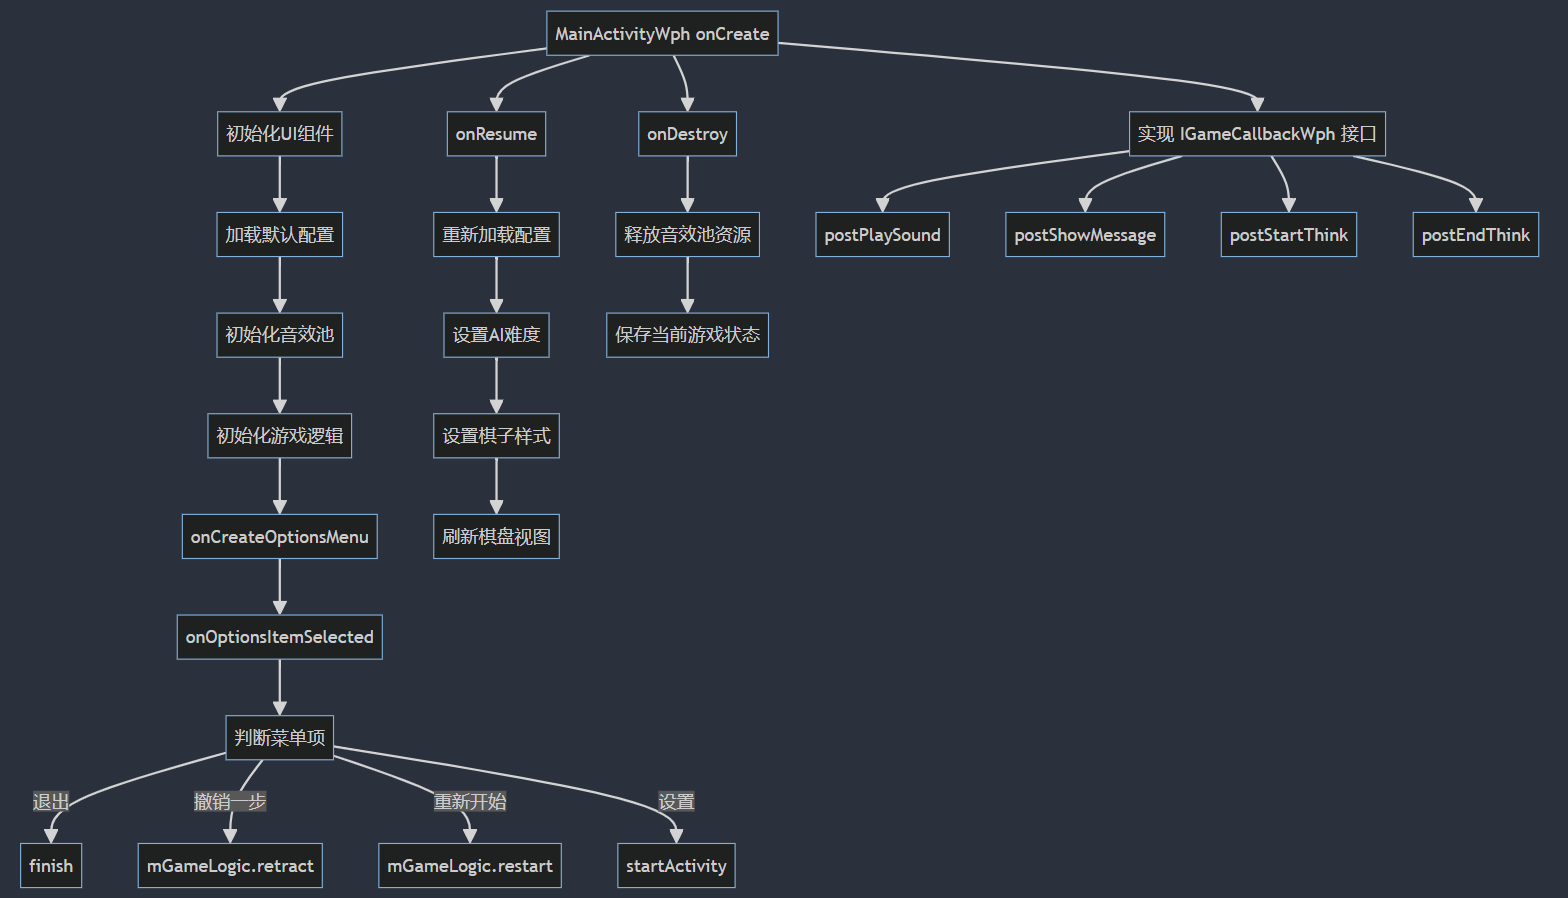 MainActivityWph onCreate
初始化UI组件
onResume
onDestroy
实现 IGameCallbackWph 接口
加载默认配置
重新加载配置
释放音效池资源
postPlaySound
postShowMessage
postStartThink
postEndThink
初始化音效池
设置AI难度
保存当前游戏状态
初始化游戏逻辑
设置棋子样式
onCreateOptionsMenu
刷新棋盘视图
onOptionsItemSelected
判断菜单项
退出
撤销一步
重新开始
设置
finish
mGameLogic.retract
mGameLogic.restart
startActivity